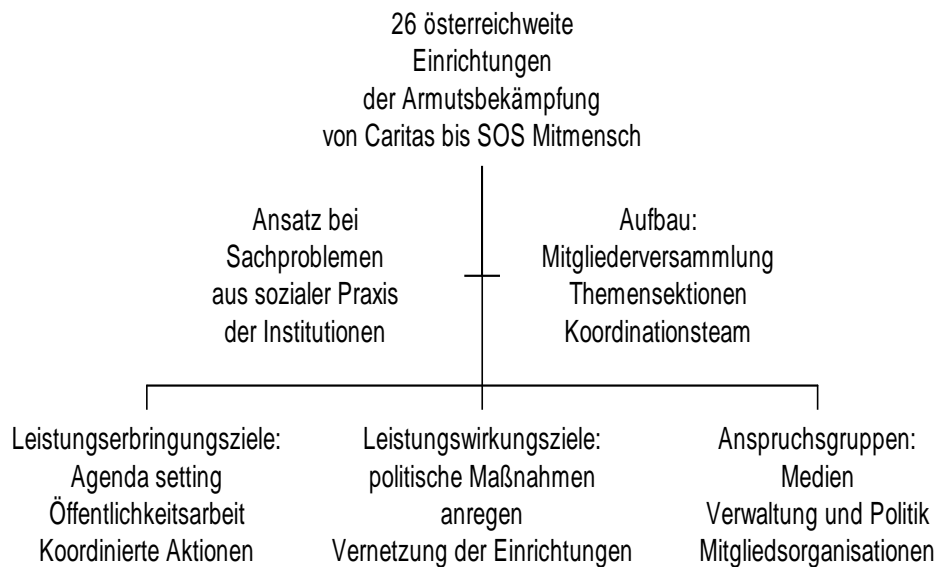 26 österreichweite
Einrichtungen
der Armutsbekämpfung
von Caritas bis SOS Mitmensch
Ansatz bei
Sachproblemen
aus sozialer Praxis
der Institutionen
Aufbau:
Mitgliederversammlung
Themensektionen
Koordinationsteam
Leistungserbringungsziele:
Agenda setting
Öffentlichkeitsarbeit
Koordinierte Aktionen
Leistungswirkungsziele:
politische Maßnahmen
anregen
Vernetzung der Einrichtungen
Anspruchsgruppen:
Medien
Verwaltung und Politik
Mitgliedsorganisationen